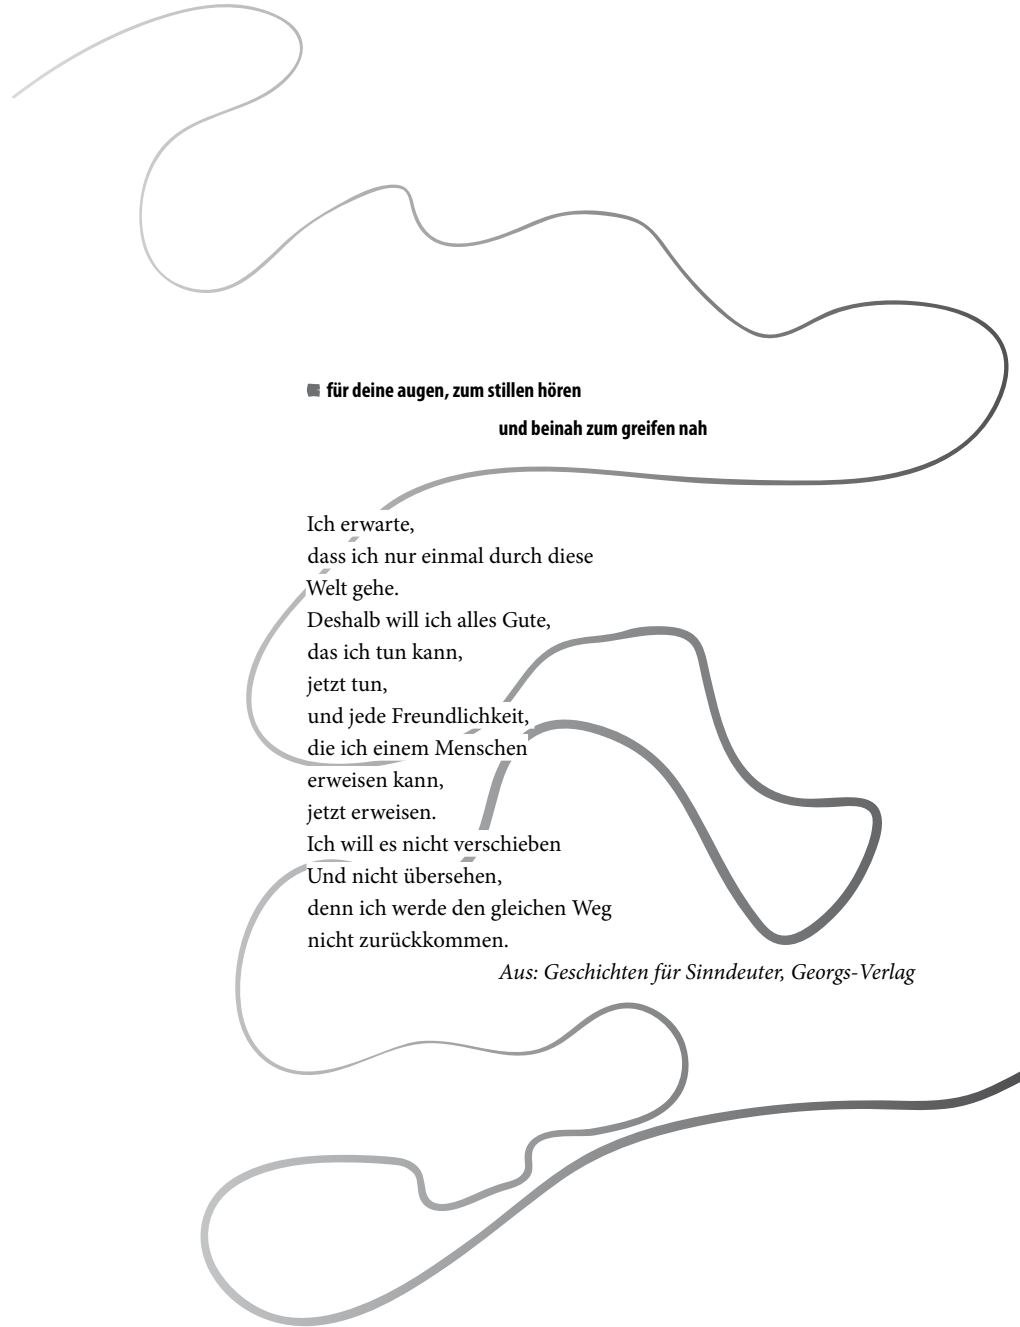 für deine augen, zum stillen hören
und beinah zum greifen nah
Ich erwarte,
dass ich nur einmal durch diese
Welt gehe.
Deshalb will ich alles Gute,
das ich tun kann,
jetzt tun,
und jede Freundlichkeit,
die ich einem Menschen
erweisen kann,
jetzt erweisen.
Ich will es nicht verschieben
Und nicht übersehen,
denn ich werde den gleichen Weg
nicht zurückkommen.
Aus: Geschichten für Sinndeuter, Georgs-Verlag